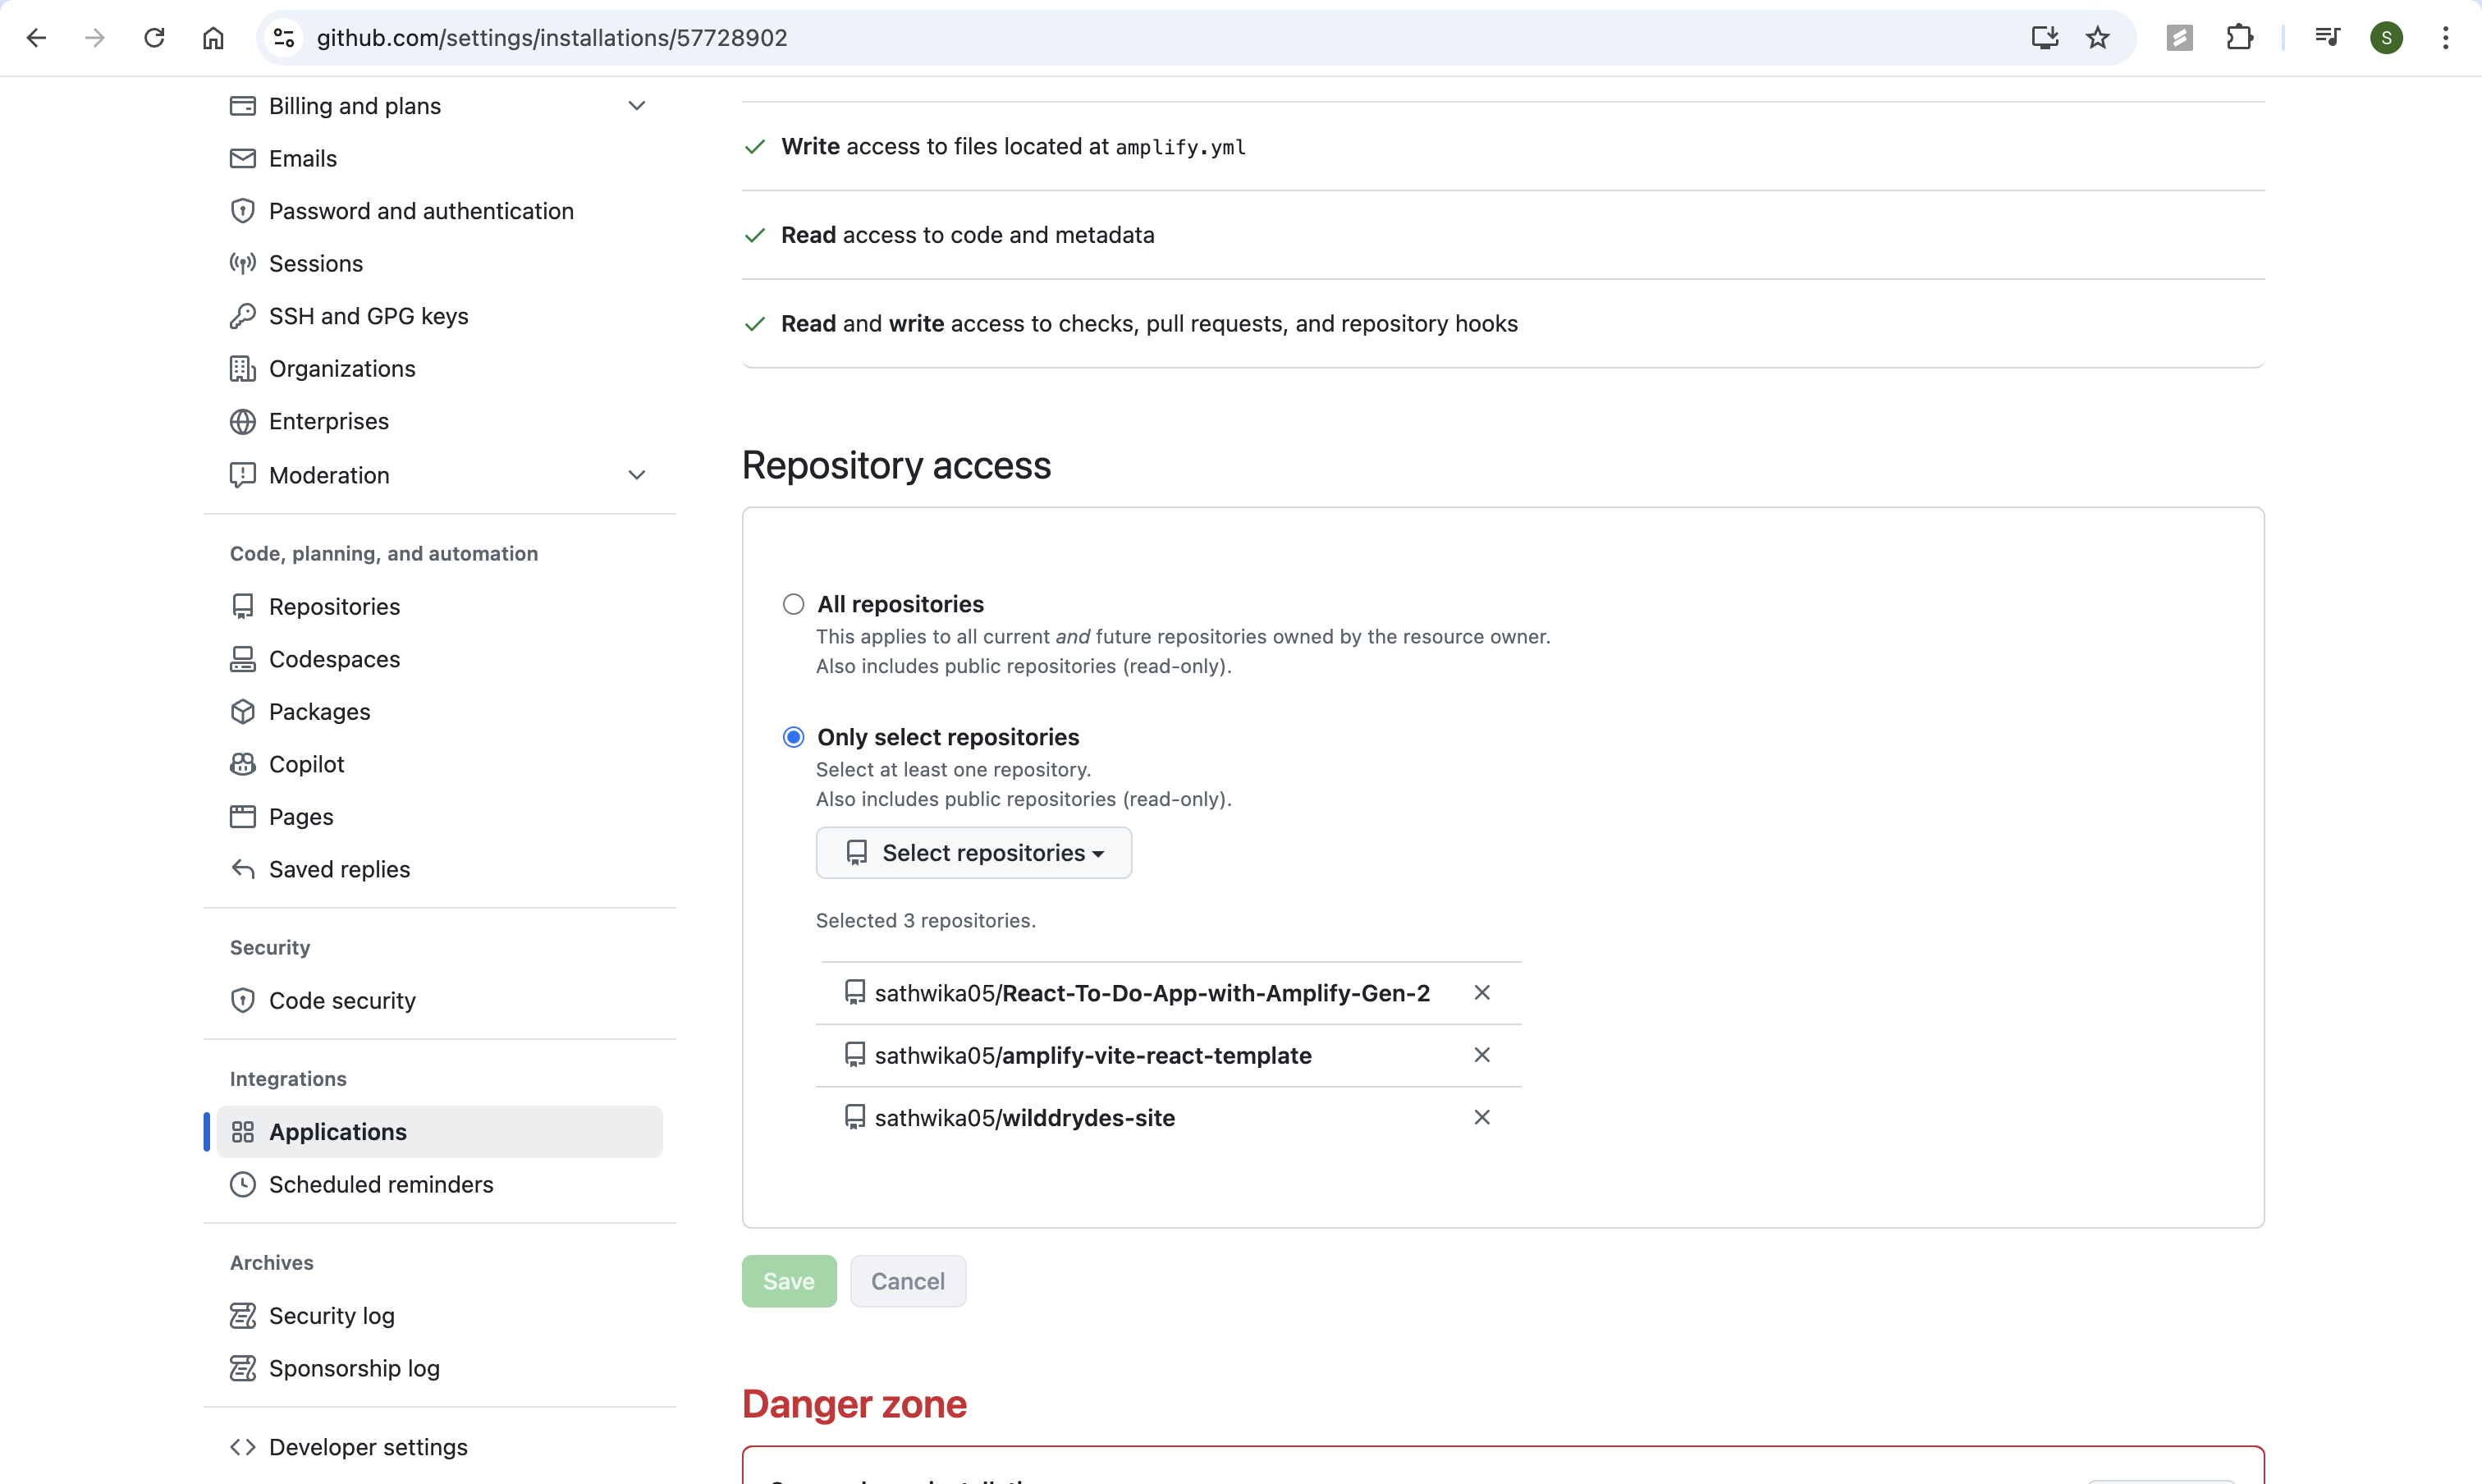 github.com/settings/installations/57728902
S
Billing and plans
Emails
Password and authentication
Sessions
SSH and GPG keys
Organizations
Enterprises
Moderation
Code, planning, and automation
Repositories
Codespaces
Packages
Copilot
Pages
Saved replies
Security
Code security
Integrations
Applications
Scheduled reminders
Archives
Security log
Sponsorship log
Developer settings
Write access to files located at amplify.yml
Read access to code and metadata
Read and write access to checks, pull requests, and repository hooks
Repository access
All repositories
This applies to all current and future repositories owned by the resource owner.
Also includes public repositories (read-only).
Only select repositories
Select at least one repository.
Also includes public repositories (read-only).
Select repositories
Selected 3 repositories.
sathwika05/React-To-Do-App-with-Amplify-Gen-2
sathwika05/amplify-vite-react-template
sathwika05/wilddrydes-site
Save
Cancel
Danger zone